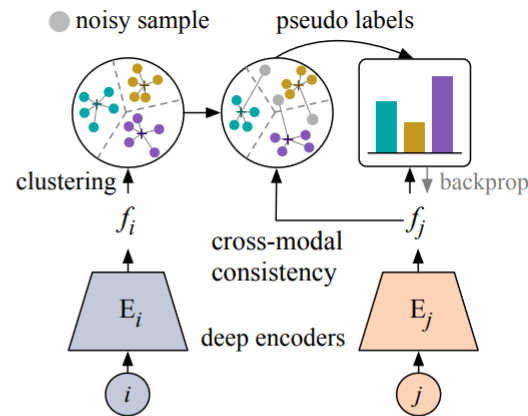 noisy sample
pseudo labels
clustering
backprop
f_i
f_j
cross-modal
consistency
E_i
E_j
deep encoders
i
j